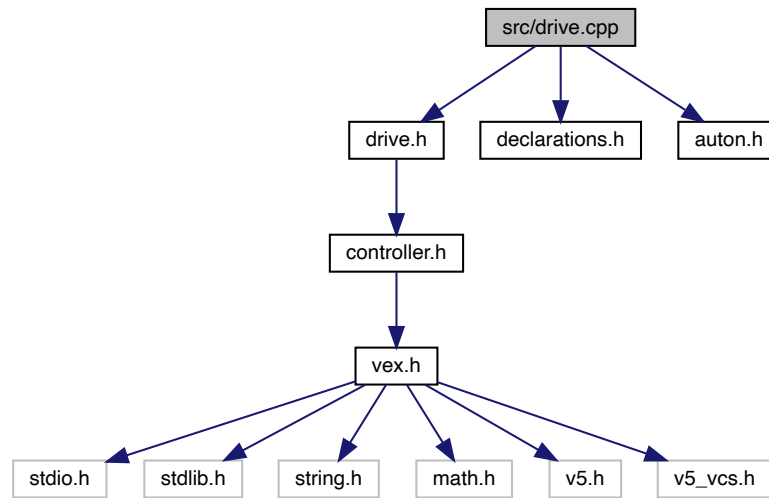 src/drive.cpp
drive.h
declarations.h
auton.h
controller.h
vex.h
stdio.h
stdlib.h
string.h
math.h
v5.h
v5_vcs.h